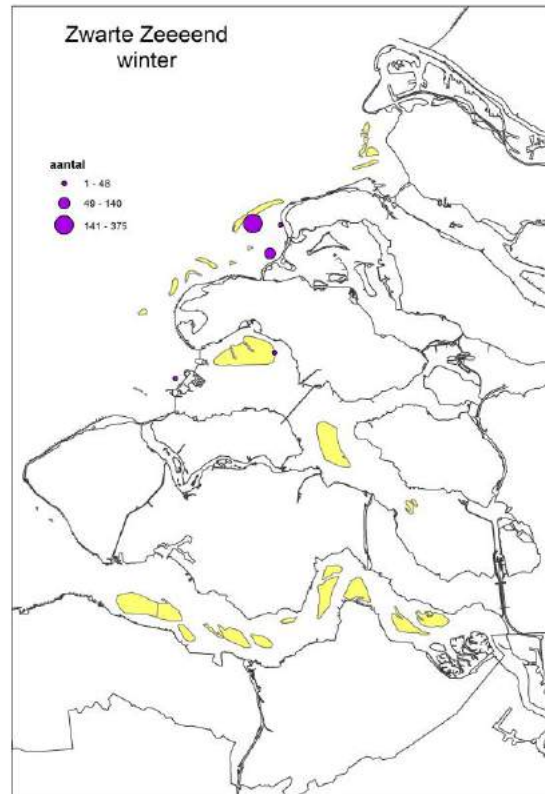 Zwarte Zeeeend
winter
aantal
1 - 48
49 - 140
141 - 375